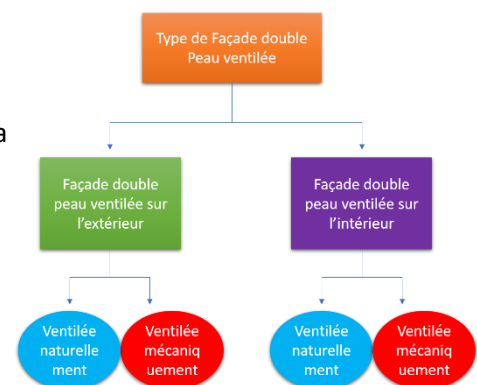 Type de Façade double
Peau ventilée
a
Façade double
peau ventilée sur
l'extérieur
Façade double
peau ventilée sur
l'intérieur
Ventilée
naturelle
ment
Ventilée
mécaniq
uement
Ventilée
naturelle
ment
Ventilée
mécaniq
uement